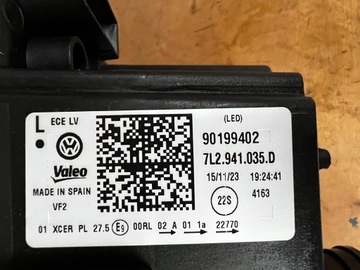 (LED)
L ECE LV
90199402
Valeo
7L2.941.035.D
15/11/23 19:24:41
MADE IN SPAIN
VF2
22S
4163
01 XCER PL 27.5 E9 00RL 02 A 01 1a 22770